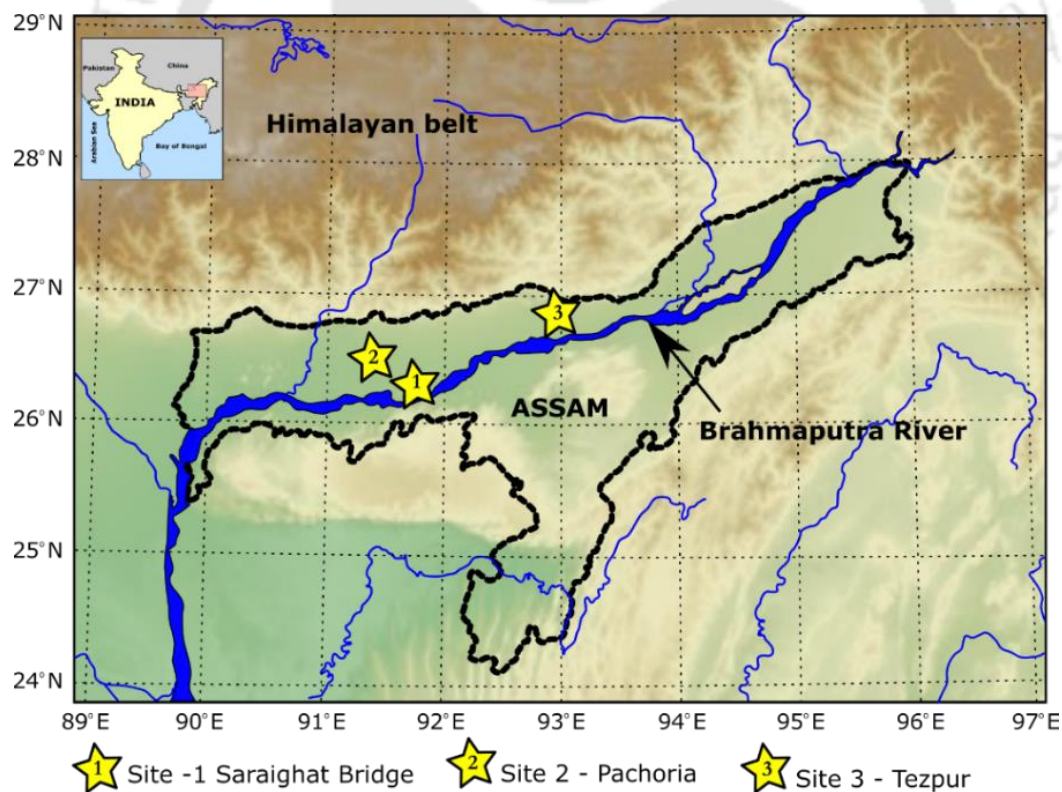 29°N
28°N
27°N
26°N
25°N
24°N
Pakistan
China
INDIA
Arabian Sea
Bay of Bengal
Himalayan belt
3
2
1
ASSAM
Brahmaputra River
89°E 90°E 91°E 92°E 93°E 94°E 95°E 96°E 97°E
1 Site -1 Saraighat Bridge 2 Site 2 - Pachoria 3 Site 3 - Tezpur